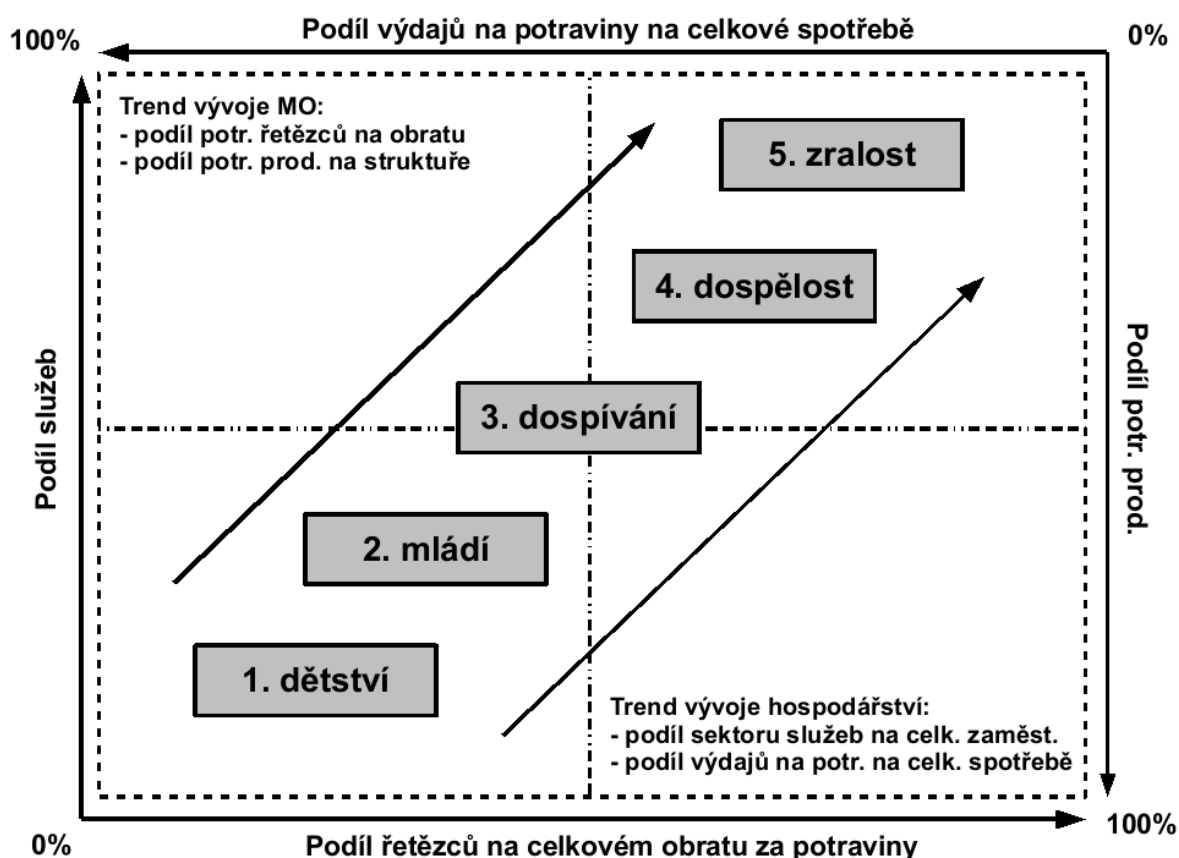 Podíl výdajů na potraviny na celkové spotřebě
100%
0%
Trend vývoje MO:
- podíl potr. řetězců na obratu
- podíl potr. prod. na struktuře
5. zralost
4. dospělost
Podíl služeb
Podíl potr. prod.
3. dospívání
2. mládí
1. dětství
Trend vývoje hospodářství:
- podíl sektoru služeb na celk. zaměst.
- podíl výdajů na potr. na celk. spotřebě
0%
100%
Podíl řetězců na celkovém obratu za potraviny